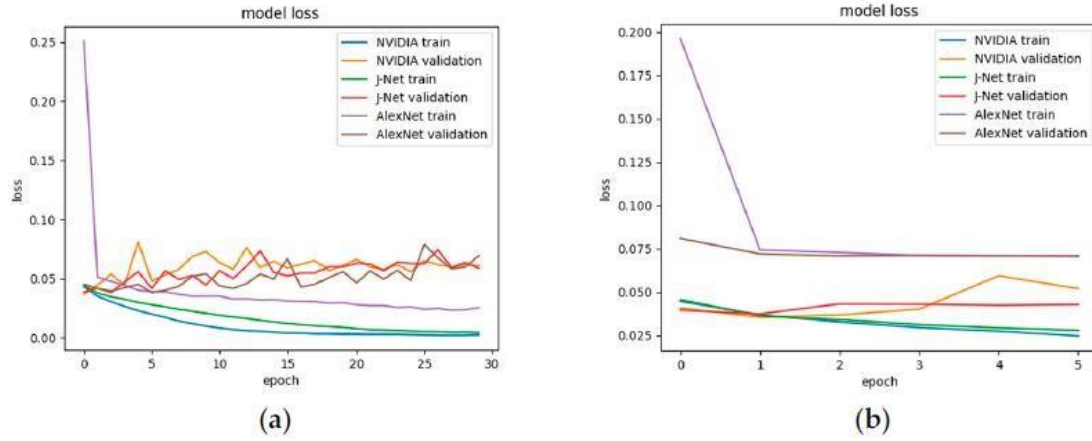 model loss
0.25
0.20
0.15
0.10
0.05
0.00
loss
NVIDIA train
NVIDIA validation
J-Net train
J-Net validation
AlexNet train
AlexNet validation
0 5 10 15 20 25 30
epoch
(a)
model loss
0.200
0.175
0.150
0.125
0.100
0.075
0.050
0.025
loss
NVIDIA train
NVIDIA validation
J-Net train
J-Net validation
AlexNet train
AlexNet validation
0 1 2 3 4 5
epoch
(b)